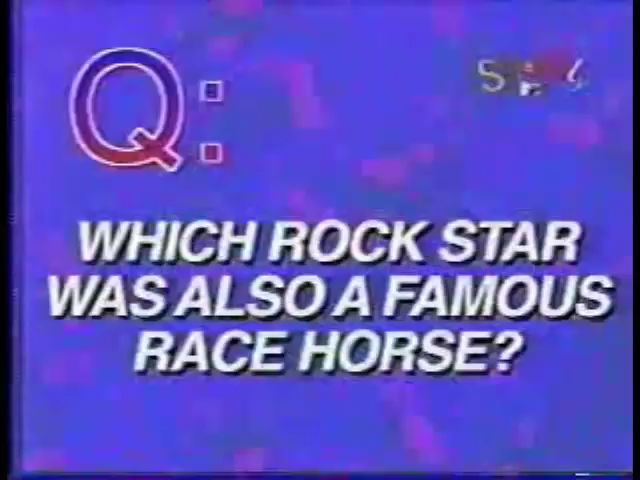 Q:
WHICH ROCK STAR
WAS ALSO A FAMOUS
RACE HORSE?